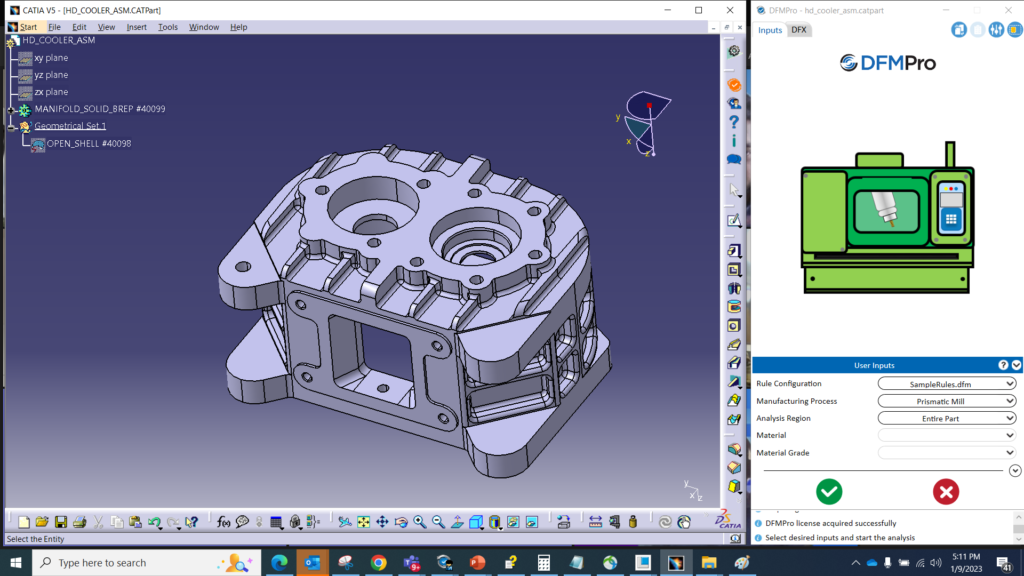 CATIA V5 - [HD_COOLER_ASM.CATPart]
Start File Edit View Insert Tools Window Help
HD_COOLER_ASM
xy plane
yz plane
zx plane
MANIFOLD_SOLID_BREP #40099
Geometrical Set.1
OPEN_SHELL #40098
y
x
z
y
x z
f(x)
CATIA
Select the Entity
DFMPro - hd_cooler_asm.catpart
Inputs DFX
DFMPro
User Inputs
Rule Configuration SampleRules.dfm
Manufacturing Process Prismatic Mill
Analysis Region Entire Part
Material
Material Grade
DFMPro license acquired successfully
Select desired inputs and start the analysis
Type here to search
5:11 PM
1/9/2023
41